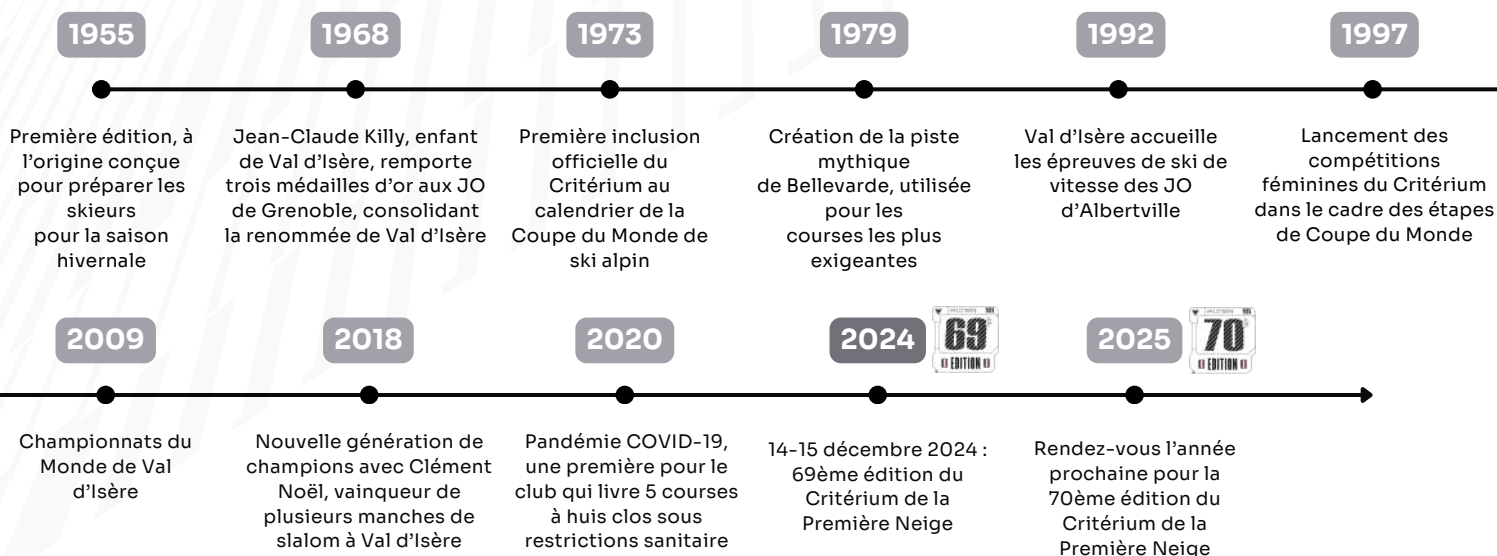 1955
1968
1973
1979
1992
1997
Première édition, à
l'origine conçue
pour préparer les
skieurs
pour la saison
hivernale
Jean-Claude Killy, enfant
de Val d'Isère, remporte
trois médailles d'or aux JO
de Grenoble, consolidant
la renommée de Val d'Isère
Première inclusion
officielle du
Critérium au
calendrier de la
Coupe du Monde de
ski alpin
Création de la piste
mythique
de Bellevarde, utilisée
pour les
courses les plus
exigeantes
Val d'Isère accueille
les épreuves de ski de
vitesse des JO
d'Albertville
Lancement des
compétitions
féminines du Critérium
dans le cadre des étapes
de Coupe du Monde
2009
2018
2020
2024
69
EDITION
2025
70
EDITION
Championnats du
Monde de Val
d'Isère
Nouvelle génération de
champions avec Clément
Noël, vainqueur de
plusieurs manches de
slalom à Val d'Isère
Pandémie COVID-19,
une première pour le
club qui livre 5 courses
à huis clos sous
restrictions sanitaire
14-15 décembre 2024 :
69ème édition du
Critérium de la
Première Neige
Rendez-vous l'année
prochaine pour la
70ème édition du
Critérium de la
Première Neige